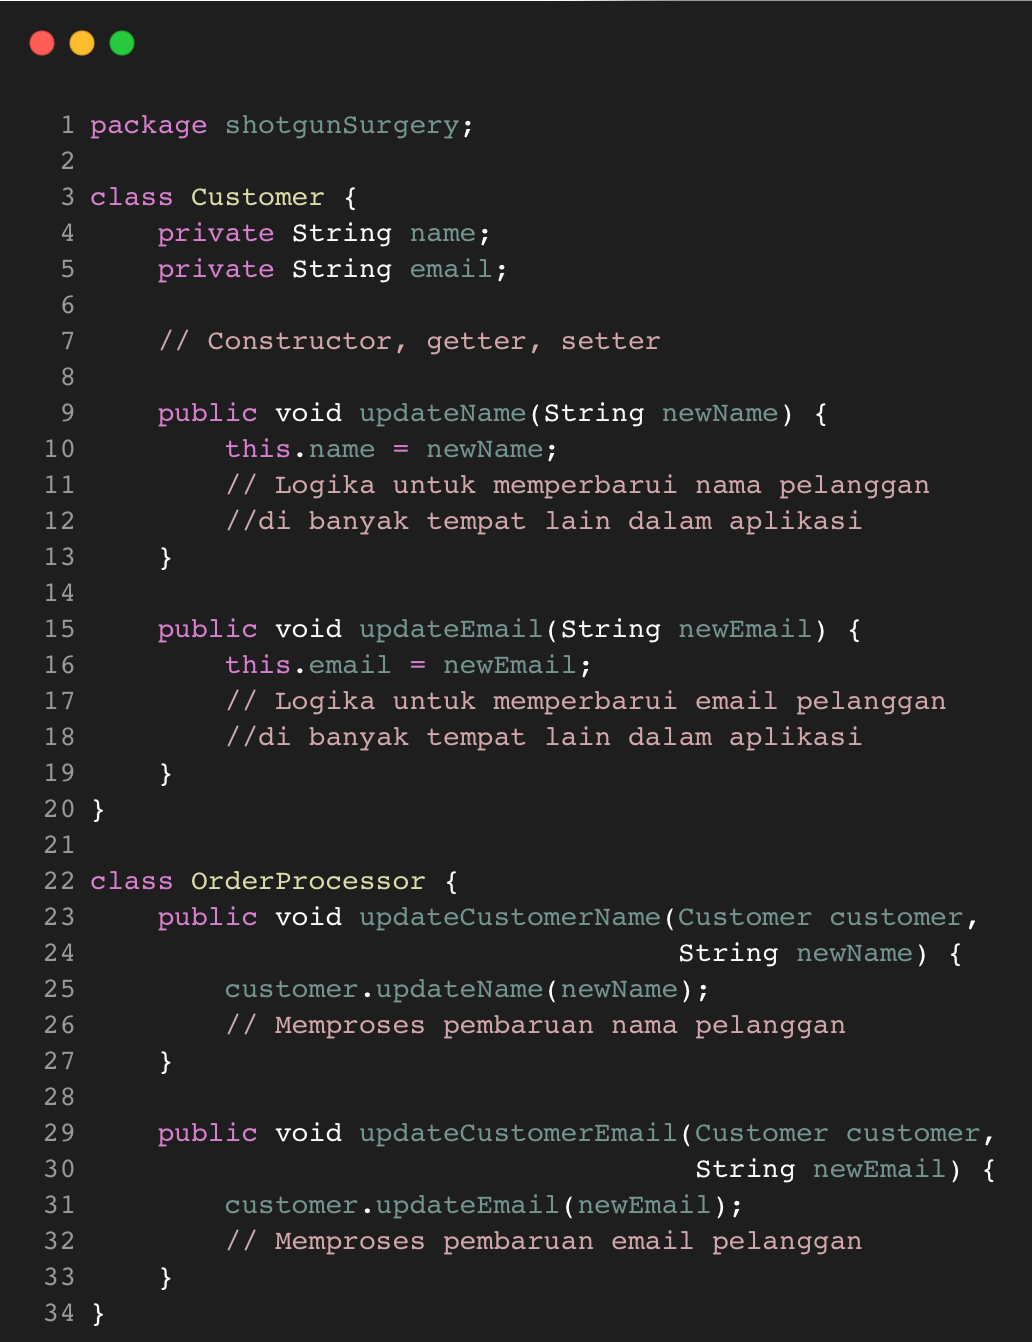 1 package shotgunSurgery;
2
3 class Customer {
4     private String name;
5     private String email;
6
7     // Constructor, getter, setter
8
9     public void updateName(String newName) {
10         this.name = newName;
11         // Logika untuk memperbarui nama pelanggan
12         //di banyak tempat lain dalam aplikasi
13     }
14
15     public void updateEmail(String newEmail) {
16         this.email = newEmail;
17         // Logika untuk memperbarui email pelanggan
18         //di banyak tempat lain dalam aplikasi
19     }
20 }
21
22 class OrderProcessor {
23     public void updateCustomerName(Customer customer,
24                                    String newName) {
25         customer.updateName(newName);
26         // Memproses pembaruan nama pelanggan
27     }
28
29     public void updateCustomerEmail(Customer customer,
30                                     String newEmail) {
31         customer.updateEmail(newEmail);
32         // Memproses pembaruan email pelanggan
33     }
34 }